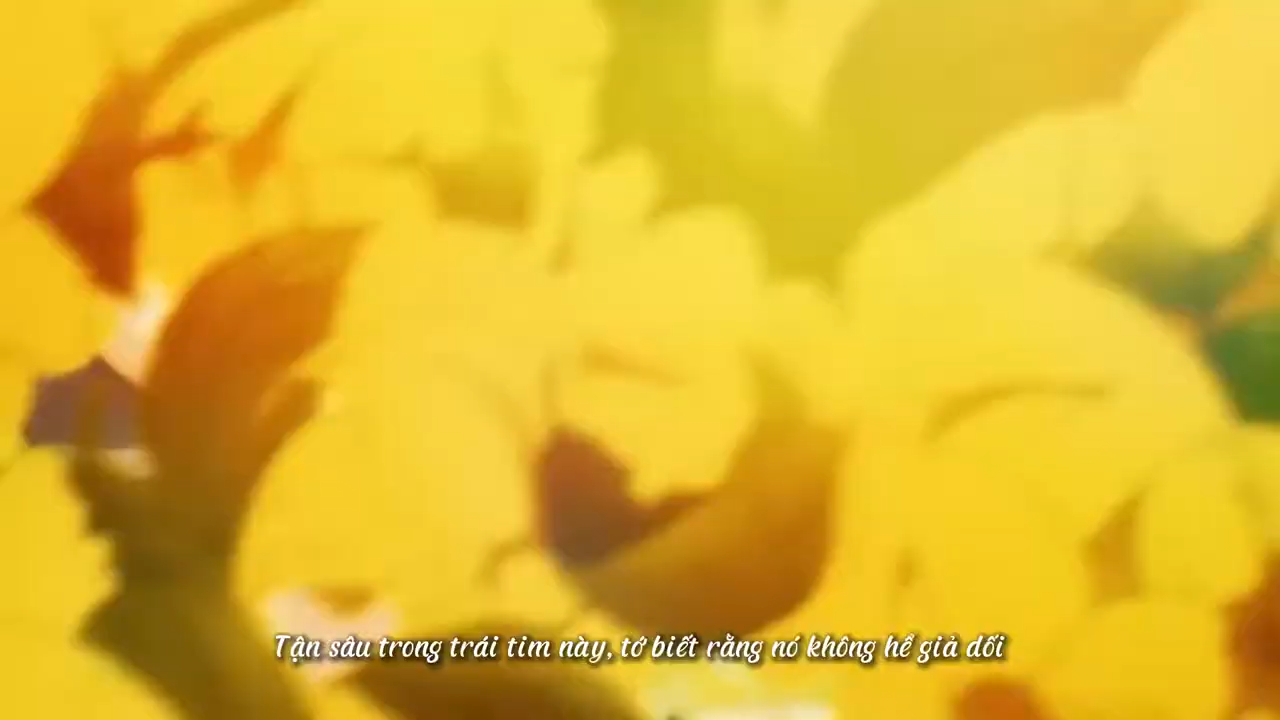 Tận sâu trong trái tim này, tớ biết rằng nó không hề giả dối